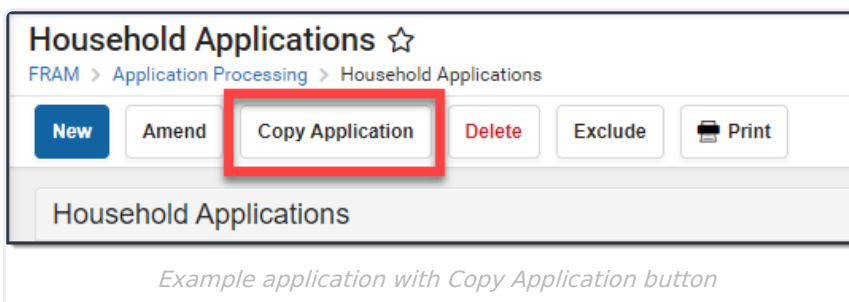 Household Applications ☆
FRAM > Application Processing > Household Applications
New Amend Copy Application Delete Exclude Print
Household Applications
Example application with Copy Application button